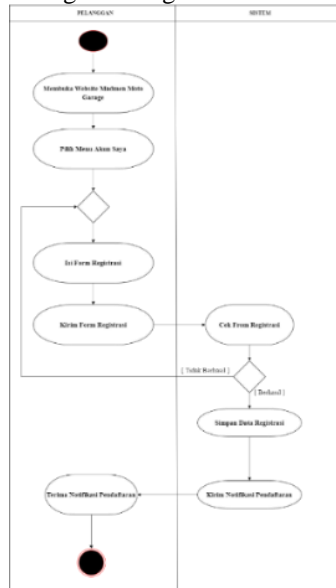 PELANGGAN
SISTEM
Membuka Website Marinen Moto
Garage
Pilih Menu Akun Saya
Isi Form Registrasi
Kirim Form Registrasi
Cek From Registrasi
[ Tidak Berhasil ]
[ Berhasil ]
Simpan Data Registrasi
Terima Notifikasi Pendaftaran
Kirim Notifikasi Pendaftaran